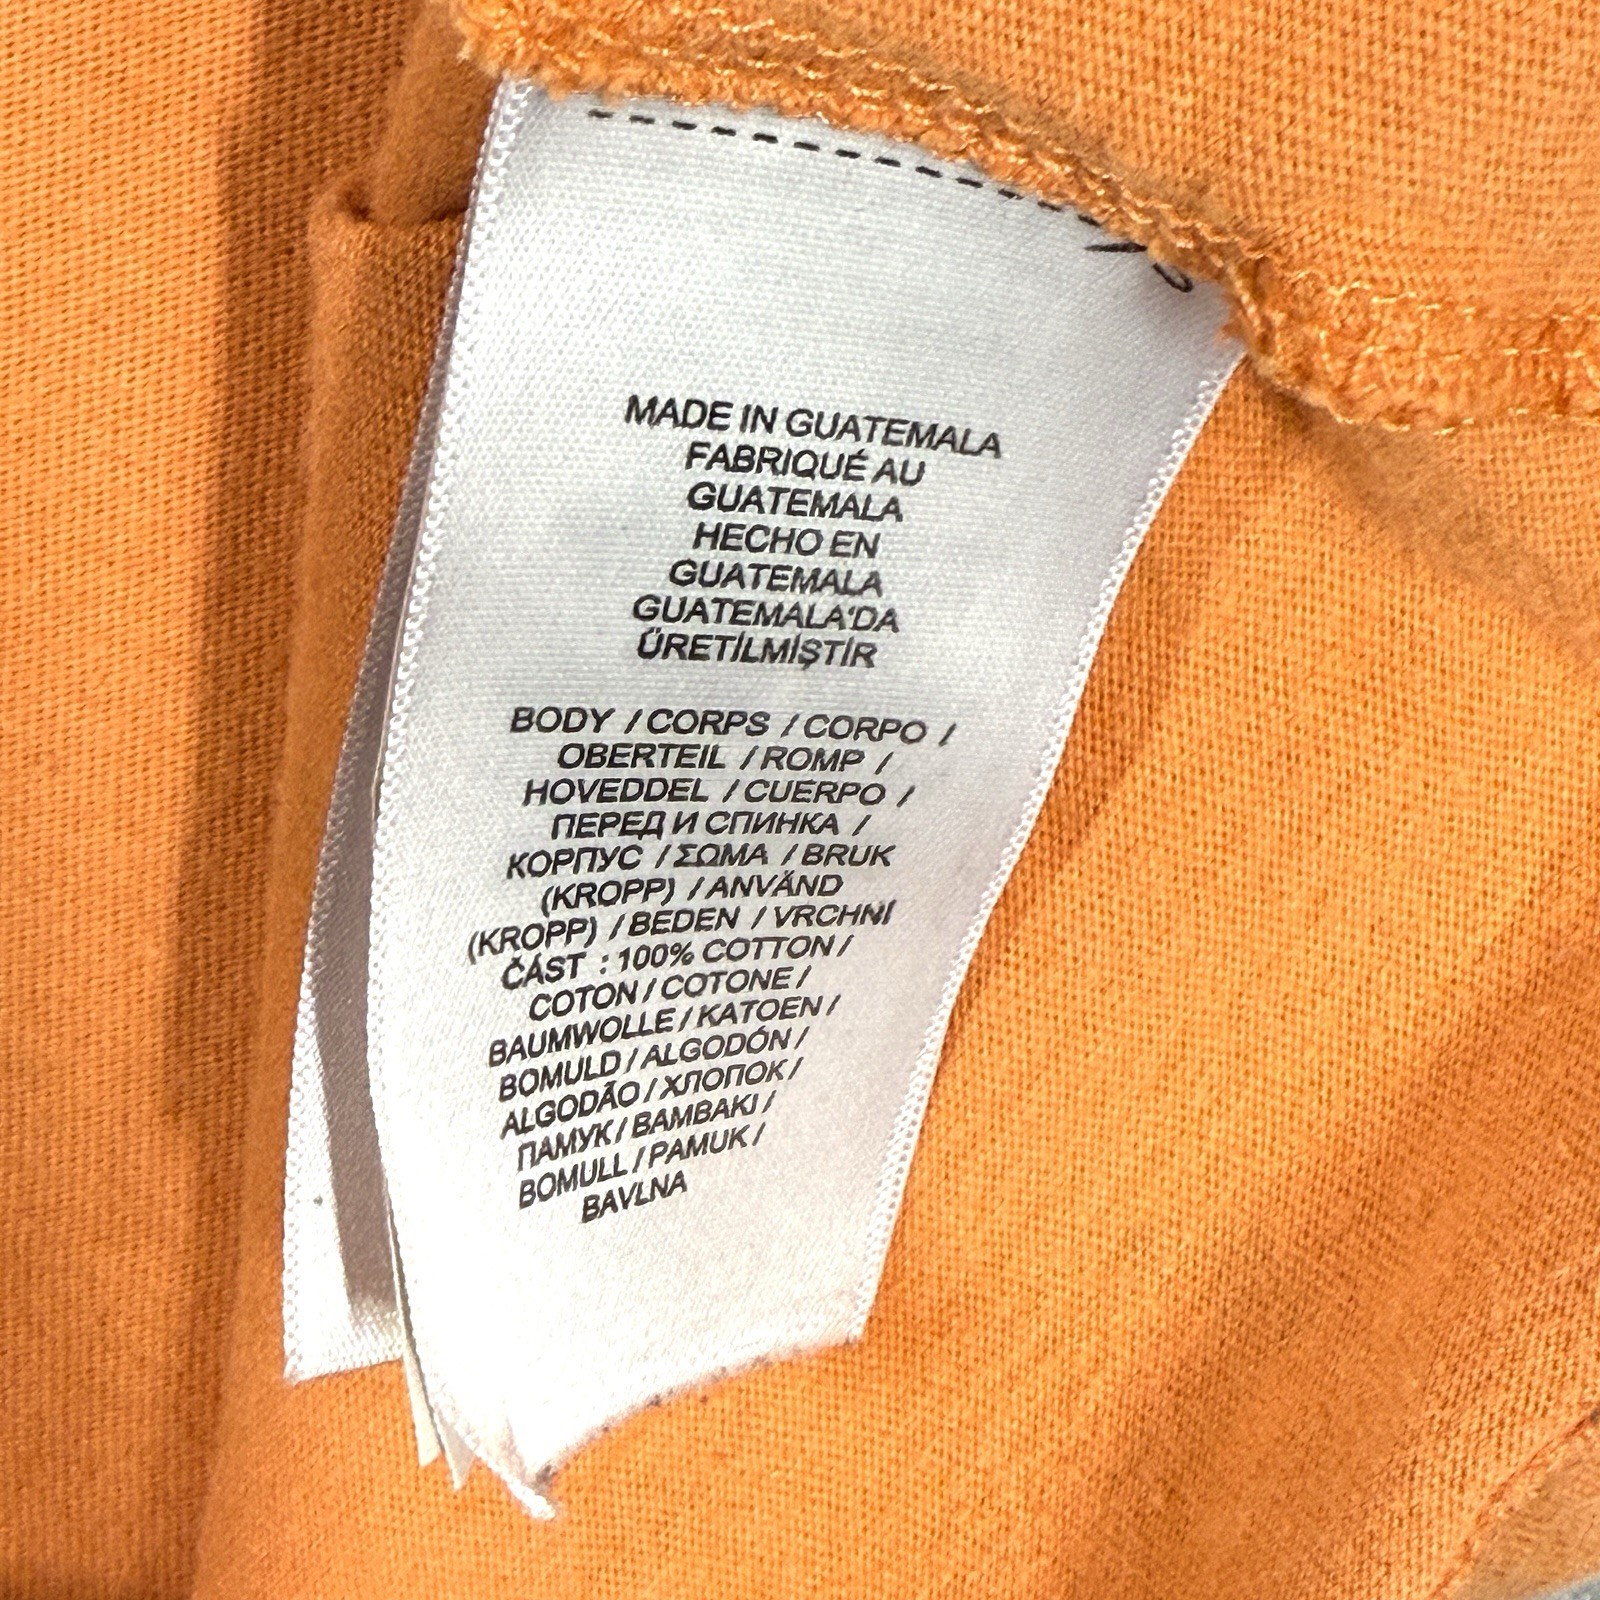 MADE IN GUATEMALA
FABRIQUÉ AU
GUATEMALA
HECHO EN
GUATEMALA
GUATEMALA'DA
ÜRETİLMİŞTİR
BODY / CORPS / CORPO /
OBERTEIL / ROMP /
HOVEDDEL / CUERPO /
ПЕРЕД И СПИНКА /
КОРПУС / ΣΩΜΑ / BRUK
(KROPP) / ANVÄND
(KROPP) / BEDEN / VRCHNÍ
ČÁST : 100% COTTON /
COTON / COTONE /
BAUMWOLLE / KATOEN /
BOMULD / ALGODÓN /
ALGODÃO / ХЛОПОК /
ПАМУК / BAMBAKI /
BOMULL / PAMUK /
BAVLNA